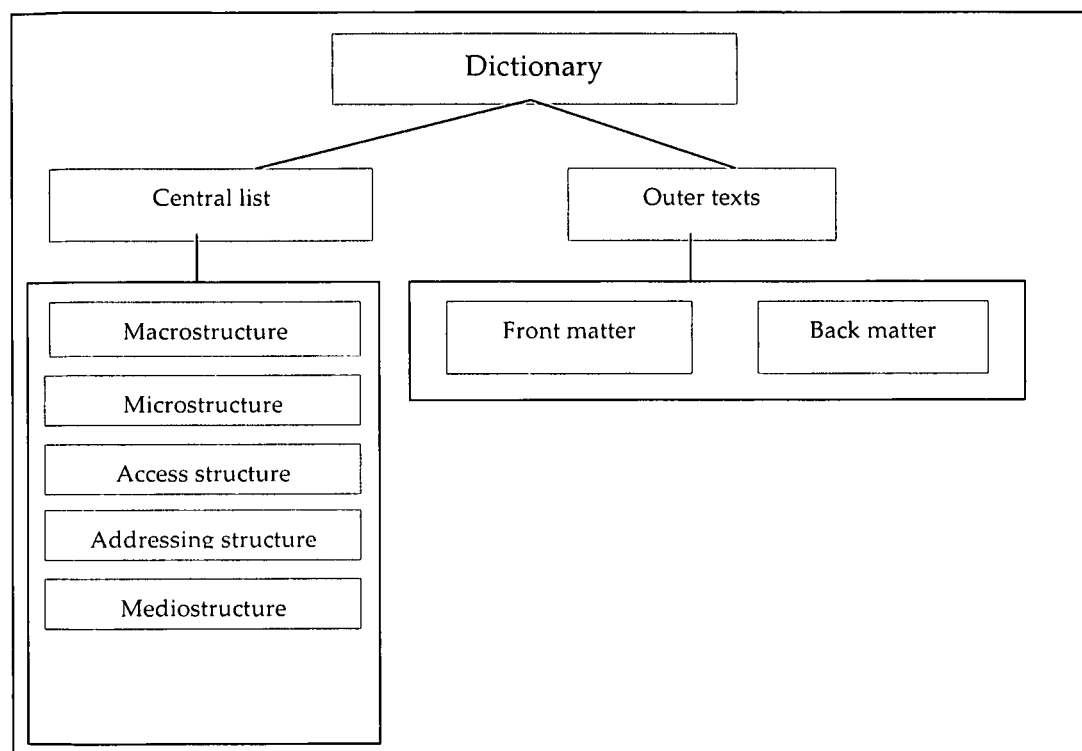 Dictionary
Central list
Outer texts
Macrostructure
Microstructure
Access structure
Addressing structure
Mediostructure
Front matter
Back matter